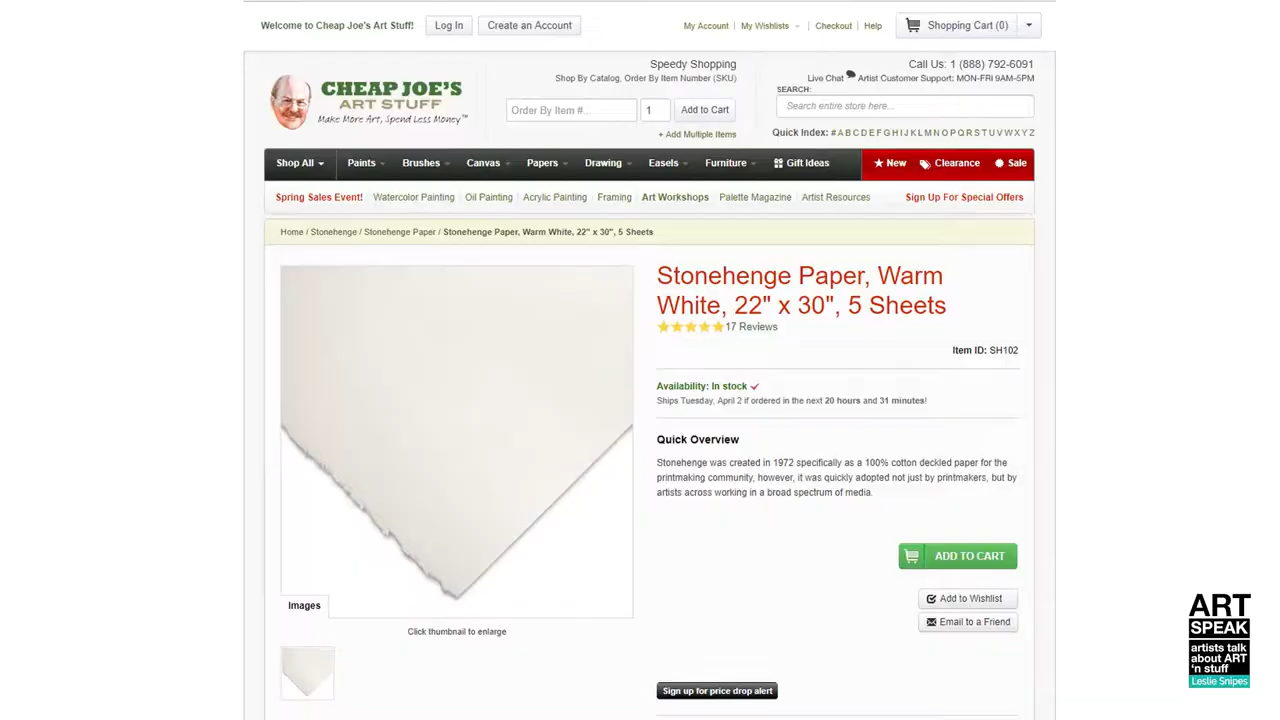 Welcome to Cheap Joe's Art Stuff!
Log In
Create an Account
My Account
My Wishlists
Checkout
Help
Shopping Cart (0)
CHEAP JOE'S
ART STUFF
Make More Art, Spend Less Money™
Speedy Shopping
Shop By Catalog, Order By Item Number (SKU)
Order By Item #...
1
Add to Cart
+ Add Multiple Items
Call Us: 1 (888) 792-6091
Live Chat Artist Customer Support: MON-FRI 9AM-5PM
SEARCH:
Search entire store here...
Quick Index: # A B C D E F G H I J K L M N O P Q R S T U V W X Y Z
Shop All
Paints
Brushes
Canvas
Papers
Drawing
Easels
Furniture
Gift Ideas
New
Clearance
Sale
Spring Sales Event!
Watercolor Painting
Oil Painting
Acrylic Painting
Framing
Art Workshops
Palette Magazine
Artist Resources
Sign Up For Special Offers
Home / Stonehenge / Stonehenge Paper / Stonehenge Paper, Warm White, 22" x 30", 5 Sheets
Stonehenge Paper, Warm
White, 22" x 30", 5 Sheets
17 Reviews
Item ID: SH102
Availability: In stock
Ships Tuesday, April 2 if ordered in the next 20 hours and 31 minutes!
Quick Overview
Stonehenge was created in 1972 specifically as a 100% cotton deckled paper for the
printmaking community, however, it was quickly adopted not just by printmakers, but by
artists across working in a broad spectrum of media.
ADD TO CART
Add to Wishlist
Email to a Friend
Images
Click thumbnail to enlarge
Sign up for price drop alert
ART
SPEAK
artists talk
about ART
'n stuff
Leslie Snipes